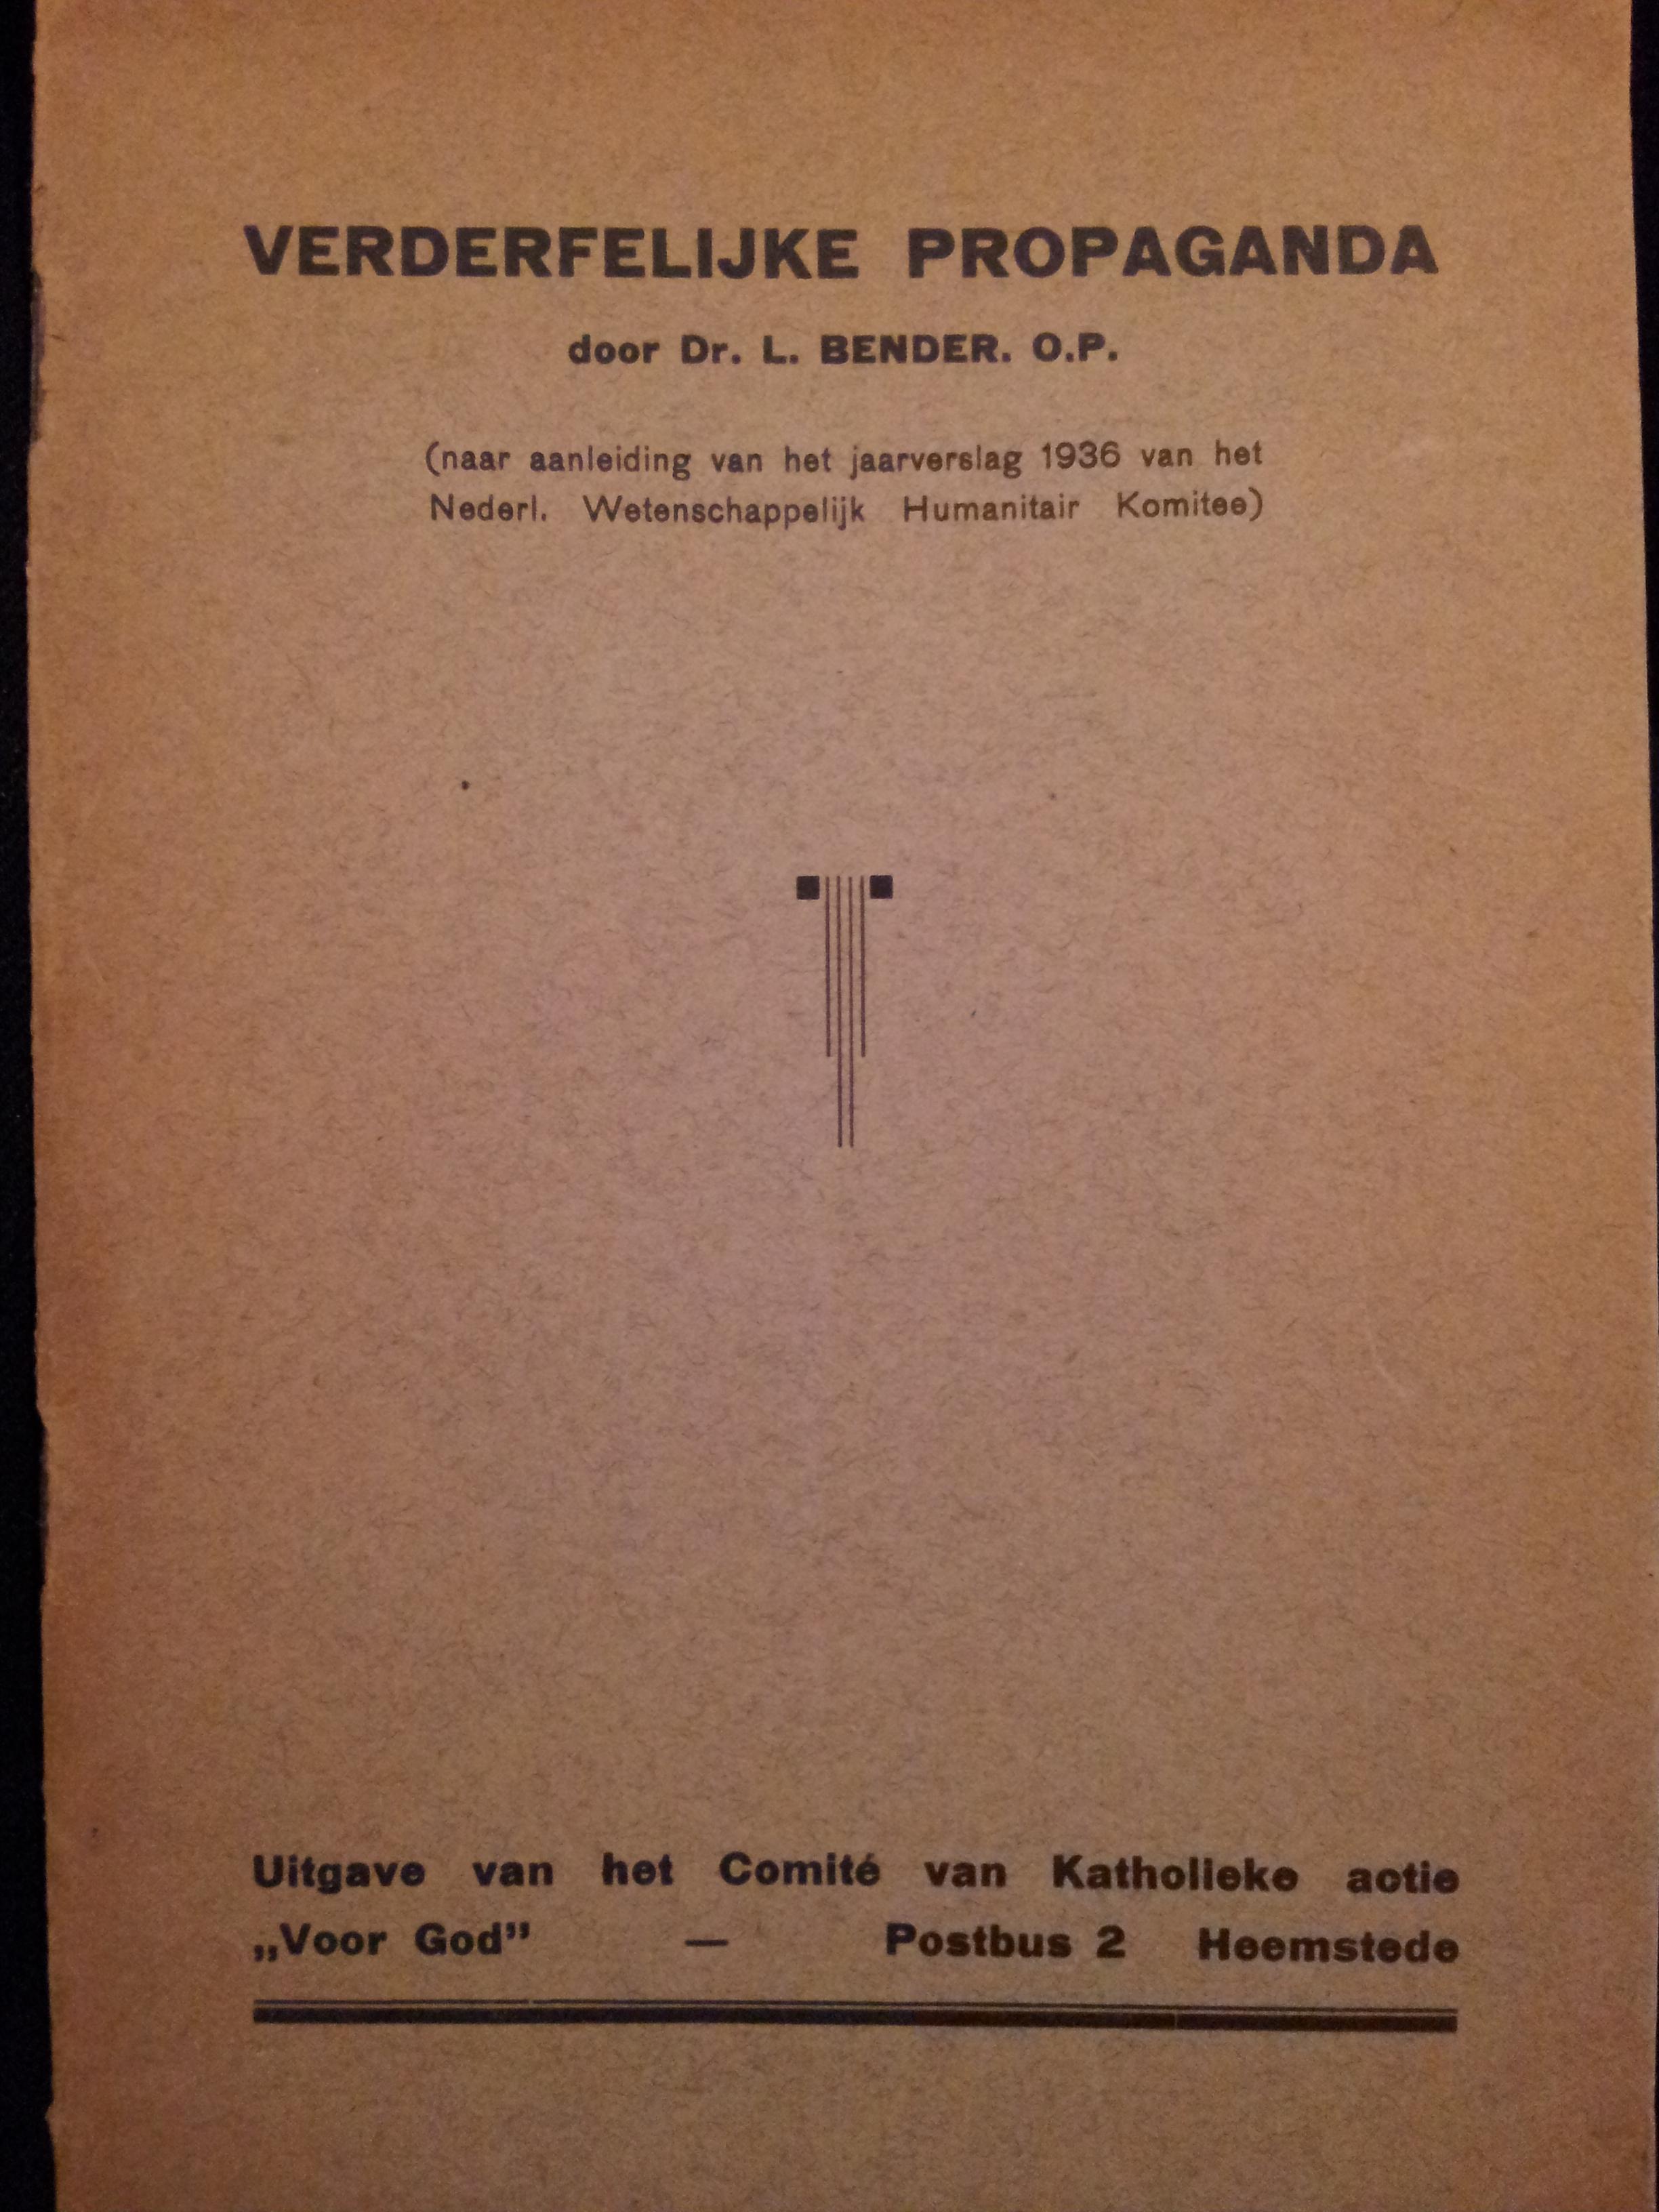 VERDERFELIJKE PROPAGANDA
door Dr. L. BENDER. O.P.
(naar aanleiding van het jaarverslag 1936 van het
Nederl. Wetenschappelijk Humanitair Komitee)
Uitgave van het Comité van Katholieke actie
„Voor God” — Postbus 2 Heemstede